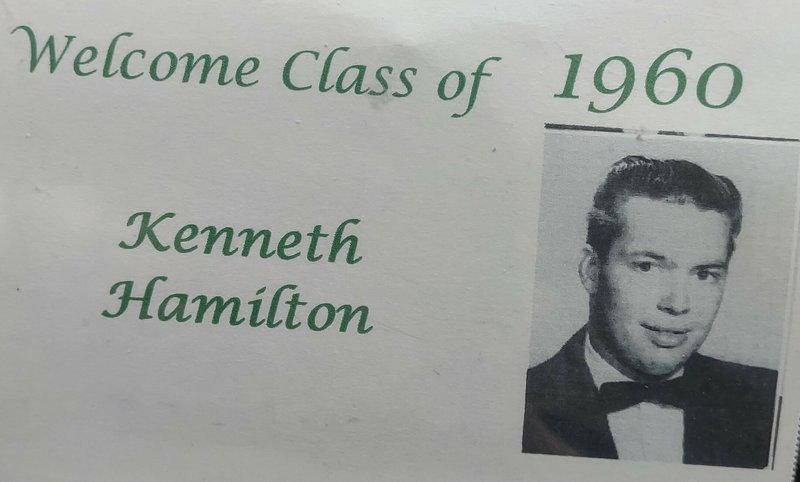 Welcome Class of 1960
Kenneth
Hamilton